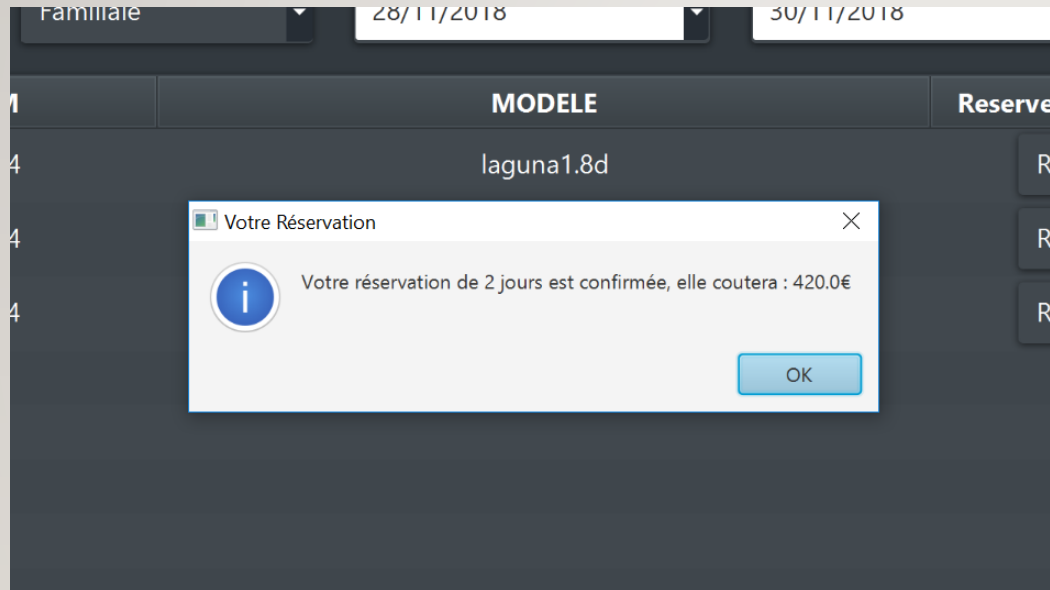 Familiale 28/11/2018 30/11/2018
MODELE Reserve
4 laguna1.8d R
Votre Réservation
4 R
Votre réservation de 2 jours est confirmée, elle coutera : 420.0€
4 R
OK